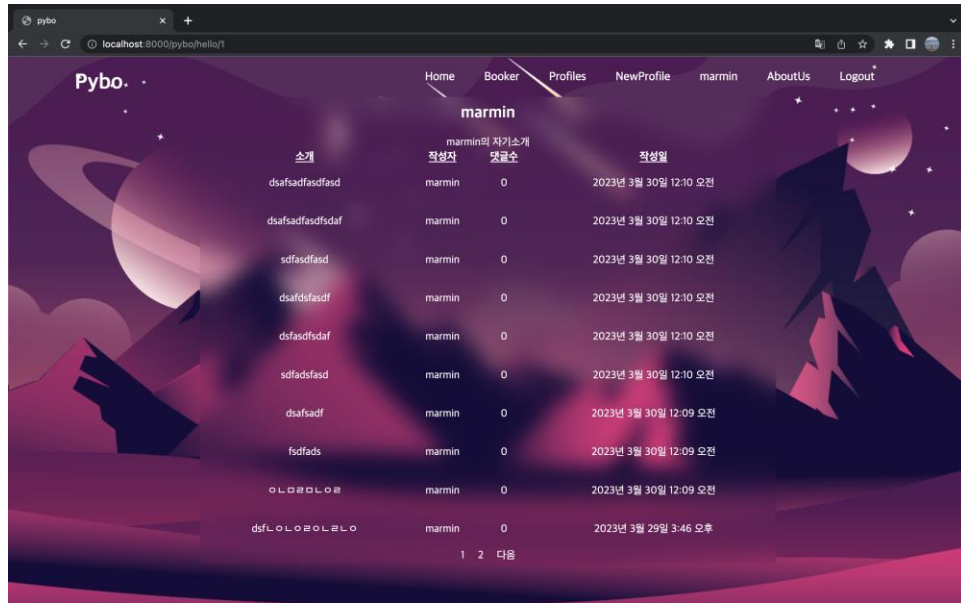 pybo
localhost:8000/pybo/hello/1
Pybo.
Home Booker Profiles NewProfile marmin AboutUs Logout
marmin
marmin의 자기소개
소개 작성자 댓글수 작성일
dsafsadfasdfasd marmin 0 2023년 3월 30일 12:10 오전
dsafsadfasdfsdaf marmin 0 2023년 3월 30일 12:10 오전
sdfasdfasd marmin 0 2023년 3월 30일 12:10 오전
dsafdsfasdf marmin 0 2023년 3월 30일 12:10 오전
dsfasdfsdaf marmin 0 2023년 3월 30일 12:10 오전
sdfadsfasd marmin 0 2023년 3월 30일 12:10 오전
dsafsadf marmin 0 2023년 3월 30일 12:09 오전
fsdfads marmin 0 2023년 3월 30일 12:09 오전
ㅇㄴㅁㄹㅁㄴㅇㄹ marmin 0 2023년 3월 30일 12:09 오전
dsfㄴㅇㄴㅇㄹㅇㄴㄹㄴㅇ marmin 0 2023년 3월 29일 3:46 오후
1 2 다음